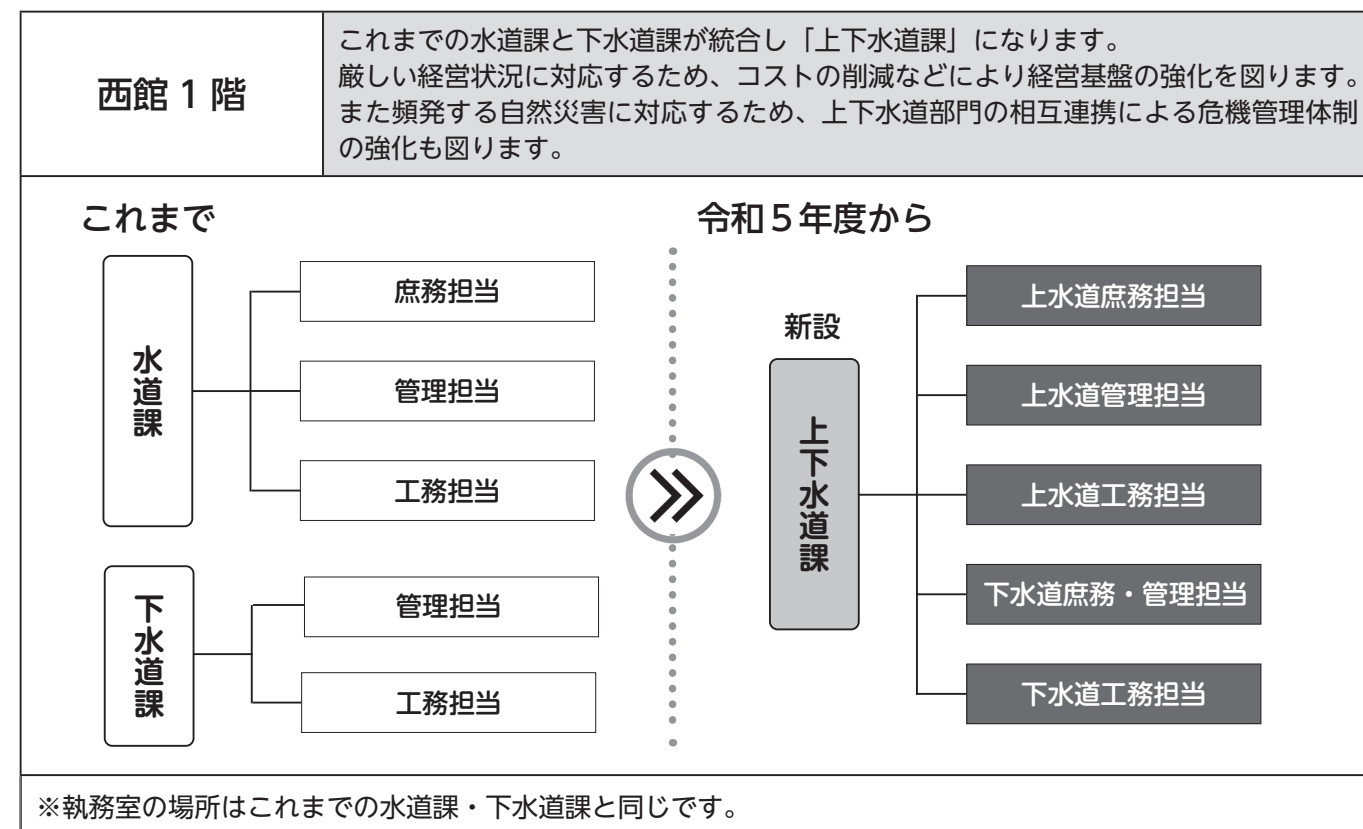 西館 1 階
これまでの水道課と下水道課が統合し「上下水道課」になります。
厳しい経営状況に対応するため、コストの削減などにより経営基盤の強化を図ります。
また頻発する自然災害に対応するため、上下水道部門の相互連携による危機管理体制
の強化も図ります。
これまで
水道課
庶務担当
管理担当
工務担当
下水道課
管理担当
工務担当
令和５年度から
新設
上下水道課
上水道庶務担当
上水道管理担当
上水道工務担当
下水道庶務・管理担当
下水道工務担当
※執務室の場所はこれまでの水道課・下水道課と同じです。